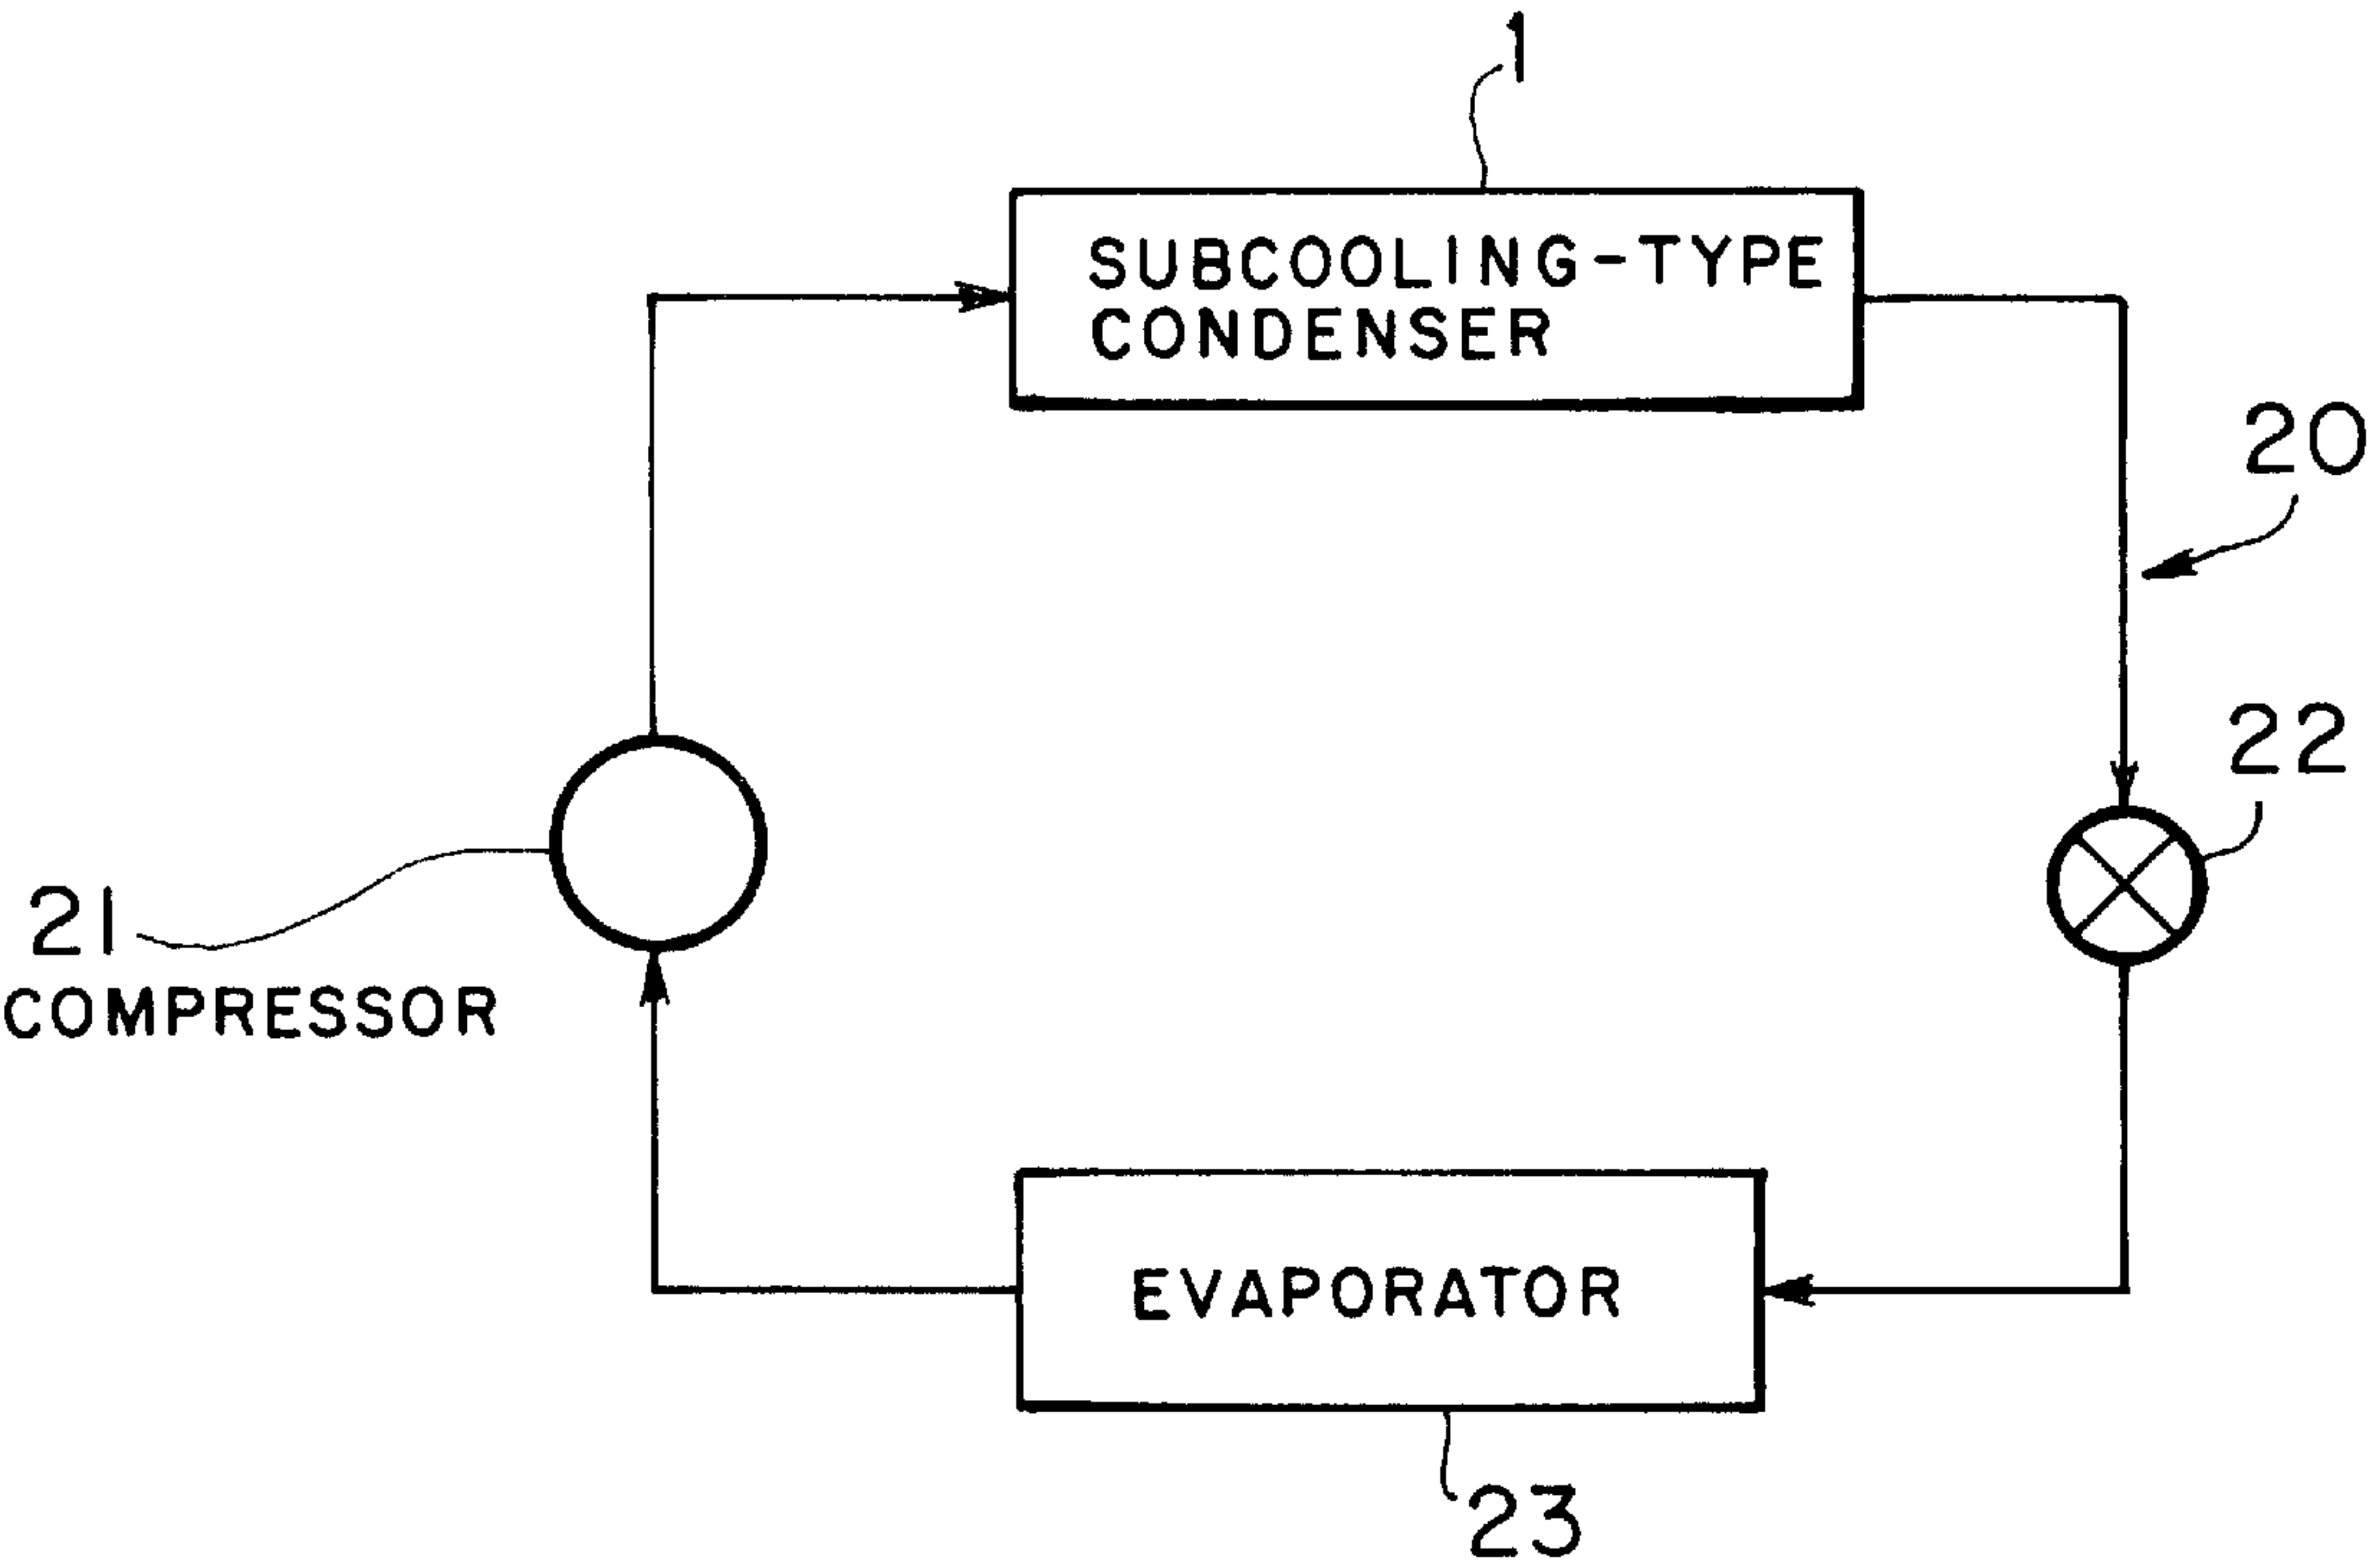 1
SUBCOOLING-TYPE
CONDENSER
20
22
21
COMPRESSOR
EVAPORATOR
23